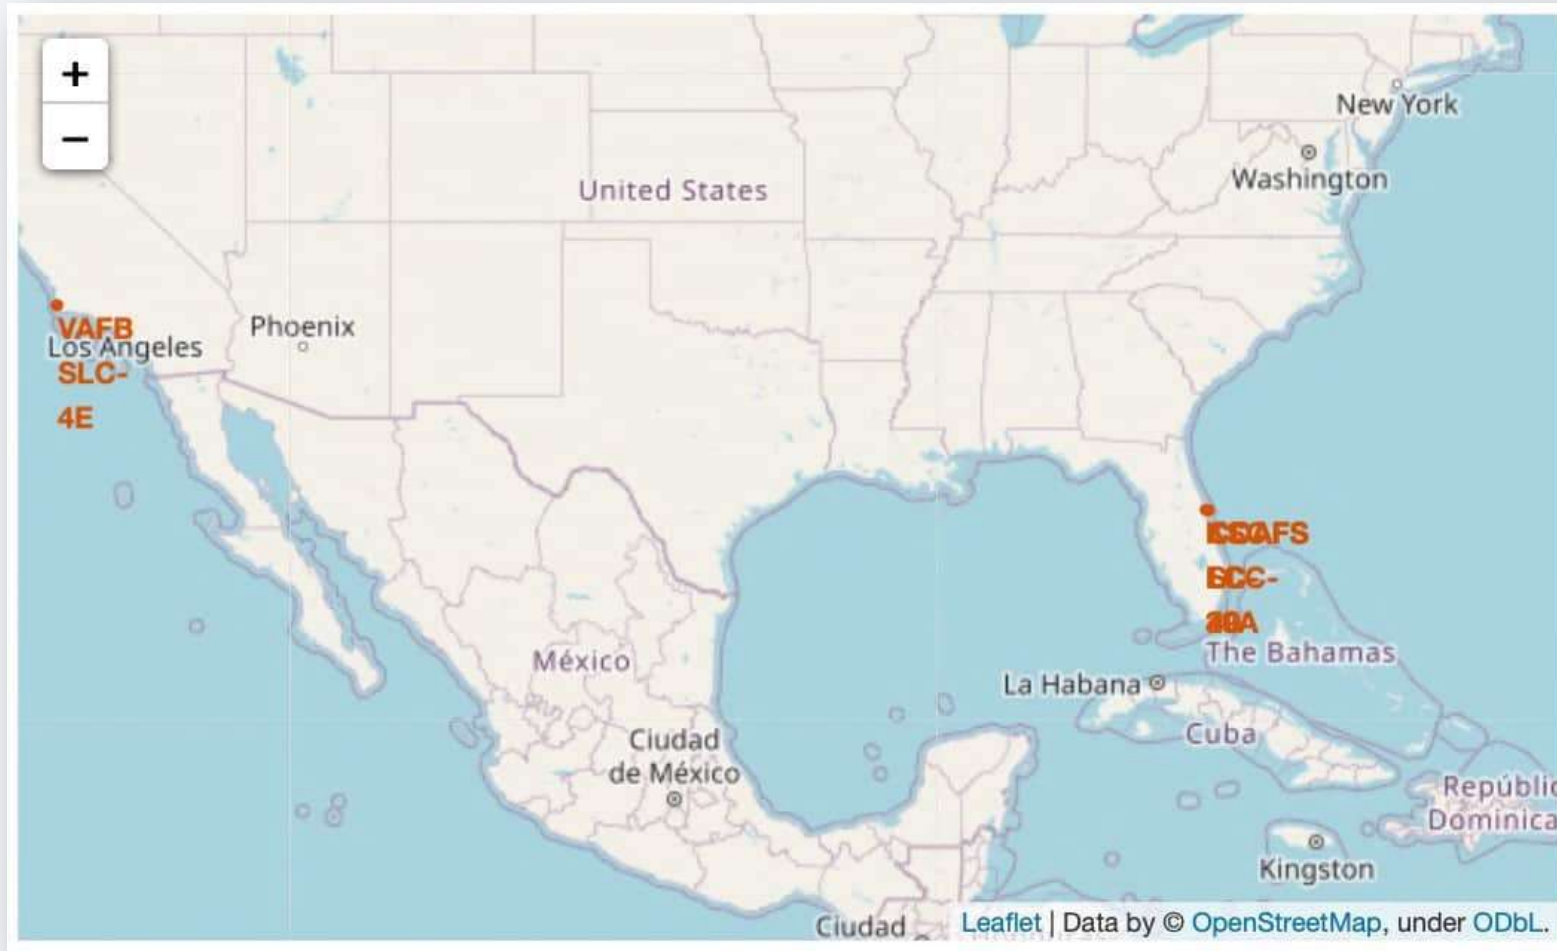 +
−
New York
Washington
United States
VAFB
SLC-
4E
Los Angeles
Phoenix
The Bahamas
La Habana
México
Cuba
Ciudad
de México
Repúblic
Dominica
Kingston
Ciudad
Leaflet | Data by © OpenStreetMap, under ODbL.